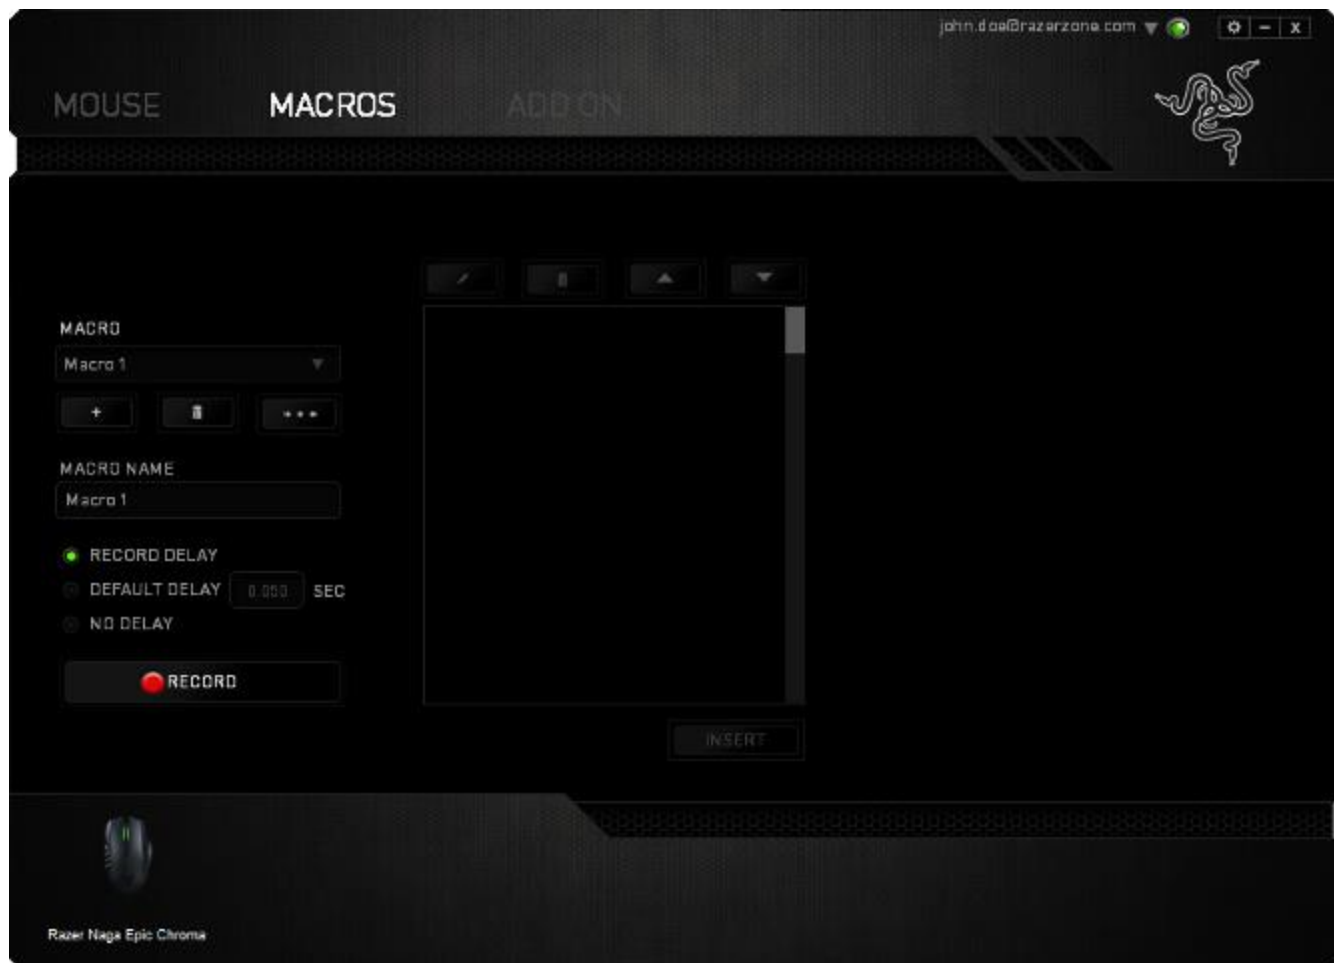 john.doe@razerzone.com
MOUSE MACROS ADD ON
MACRO
Macro 1
MACRO NAME
Macro 1
RECORD DELAY
DEFAULT DELAY 0.050 SEC
NO DELAY
RECORD
INSERT
Razer Naga Epic Chroma